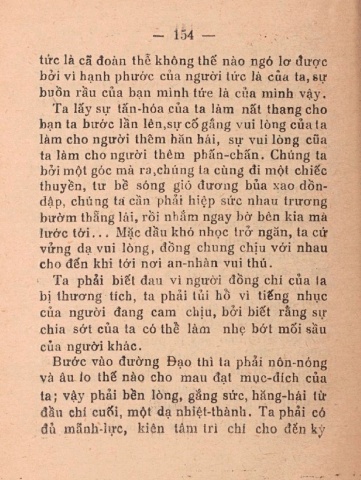 — 154 —
tức là cã đoàn thể không thế nào ngó lơ được
bởi vì hạnh phước của người tức là của ta, sự
buồn rầu của bạn mình tức là của mình vậy.
Ta lấy sự tấn-hóa của ta làm nất thang cho
bạn ta bước lần lên, sự cố gắng vui lòng của ta
làm cho người thêm hăn hái, sự vui lòng của
ta làm cho người thêm phấn-chấn. Chúng ta
bởi một góc mà ra, chúng ta cùng đi một chiếc
thuyền, tư bề sóng gió đương bủa xao dồn-
dập, chúng ta cần phải hiệp sức nhau trương
bườm thẳng lái, rồi nhắm ngay bờ bên kia mà
lướt tới... Mặc dầu khó nhọc trở ngăn, ta cứ
vững dạ vui lòng, đồng chung chịu với nhau
cho đến khi tới nơi an-nhàn vui thú.
Ta phải biết đau vì người đồng chí của ta
bị thương tích, ta phải tủi hồ vì tiếng nhục
của người đang cam chịu, bởi biết rằng sự
chia sớt của ta có thể làm nhẹ bớt mối sầu
của người khác.
Bước vào đường Đạo thì ta phải nôn-nóng
và âu lo thế nào cho mau đạt mục-đích của
ta; vậy phải bền lòng, gắng sức, hăng-hái từ
đầu chí cuối, một dạ nhiệt-thành. Ta phải có
đủ mãnh-lực, kiên tâm trì chí cho đến kỳ